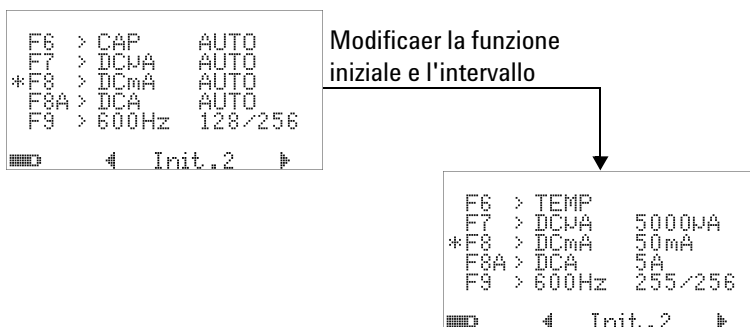 F6 > CAP AUTO
F7 > DCµA AUTO
*F8 > DCmA AUTO
F8A > DCA AUTO
F9 > 600Hz 128/256
Init..2
Modificaer la funzione
iniziale e l'intervallo
F6 > TEMP
F7 > DCµA 5000µA
*F8 > DCmA 50mA
F8A > DCA 5A
F9 > 600Hz 255/256
Init..2